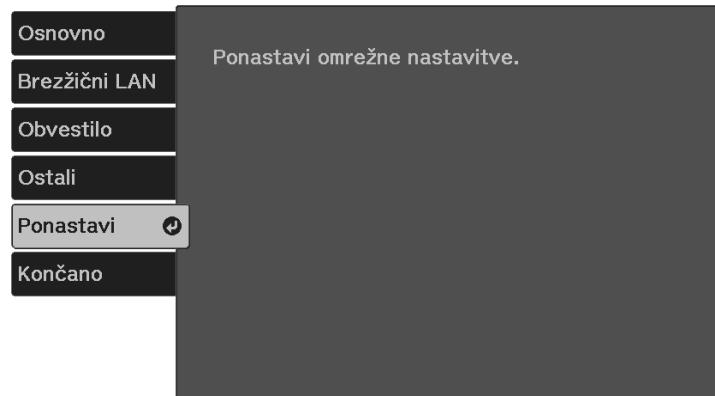 Osnovno
Brezžični LAN
Obvestilo
Ostali
Ponastavi
Končano
Ponastavi omrežne nastavitve.